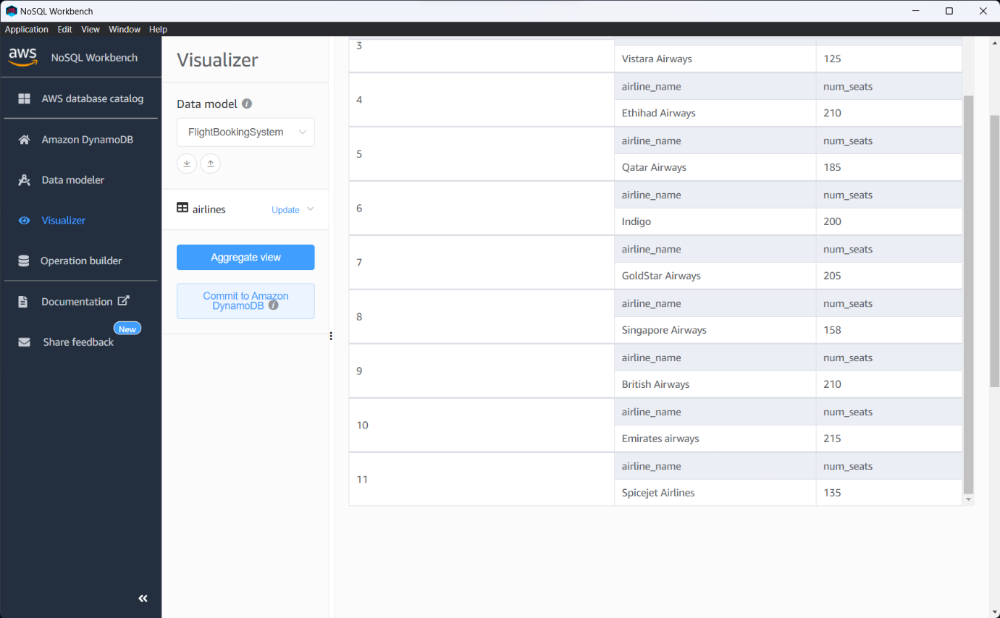 NoSQL Workbench
Application Edit View Window Help
aws NoSQL Workbench
AWS database catalog
Amazon DynamoDB
Data modeler
Visualizer
Operation builder
Documentation
New
Share feedback
Visualizer
Data model
FlightBookingSystem
airlines Update
Aggregate view
Commit to Amazon
DynamoDB
3
Vistara Airways 125
4
airline_name num_seats
Ethihad Airways 210
5
airline_name num_seats
Qatar Airways 185
6
airline_name num_seats
Indigo 200
7
airline_name num_seats
GoldStar Airways 205
8
airline_name num_seats
Singapore Airways 158
9
airline_name num_seats
British Airways 210
10
airline_name num_seats
Emirates airways 215
11
airline_name num_seats
Spicejet Airlines 135